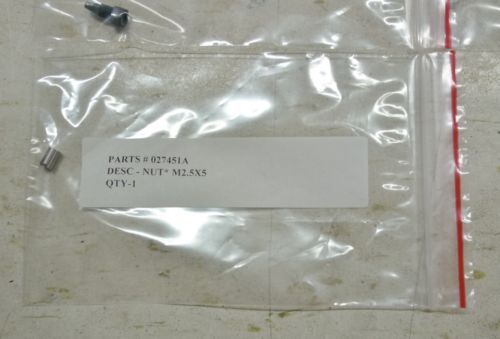 PARTS # 027451A
DESC - NUT* M2.5X5
QTY-1